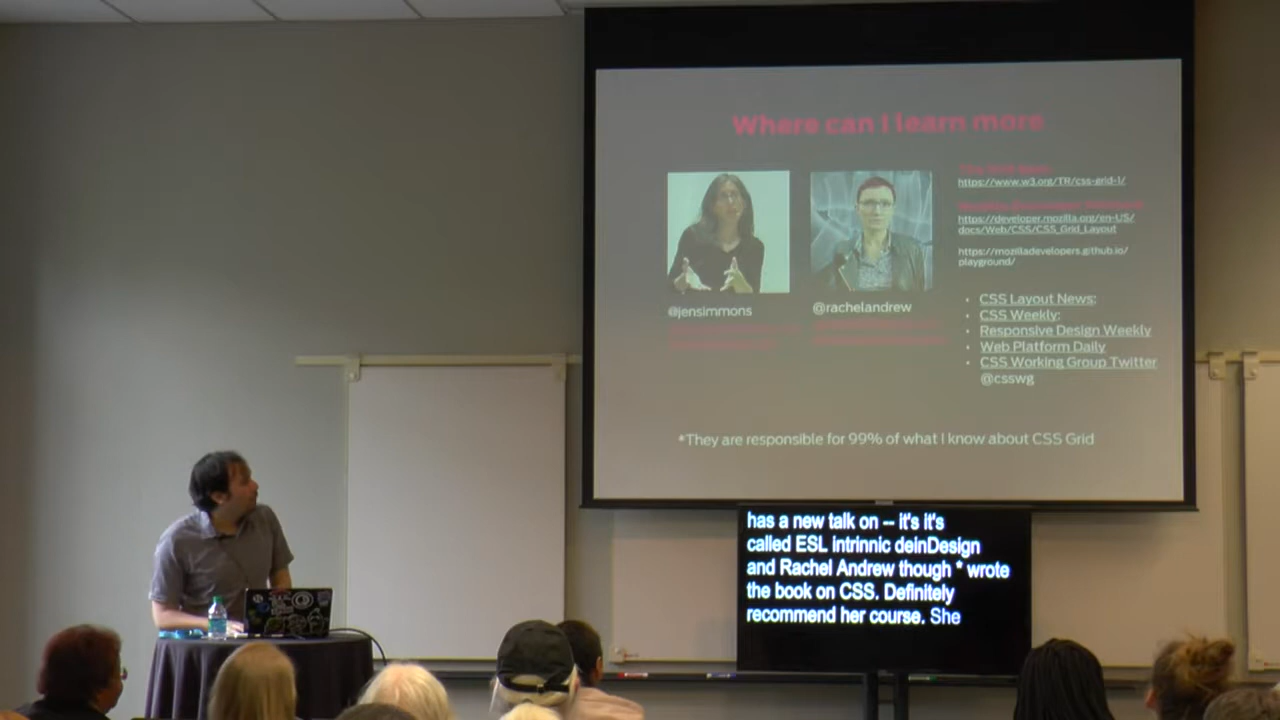 Where can I learn more
https://www.w3.org/TR/css-grid-1/
https://developer.mozilla.org/en-US/
docs/Web/CSS/CSS_Grid_Layout
https://mozilladevelopers.github.io/
playground/
@jensimmons
@rachelandrew
• CSS Layout News;
• CSS Weekly;
• Responsive Design Weekly
• Web Platform Daily
• CSS Working Group Twitter
@csswg
*They are responsible for 99% of what I know about CSS Grid
has a new talk on -- it's it's
called ESL intrinnic deinDesign
and Rachel Andrew though * wrote
the book on CSS. Definitely
recommend her course. She